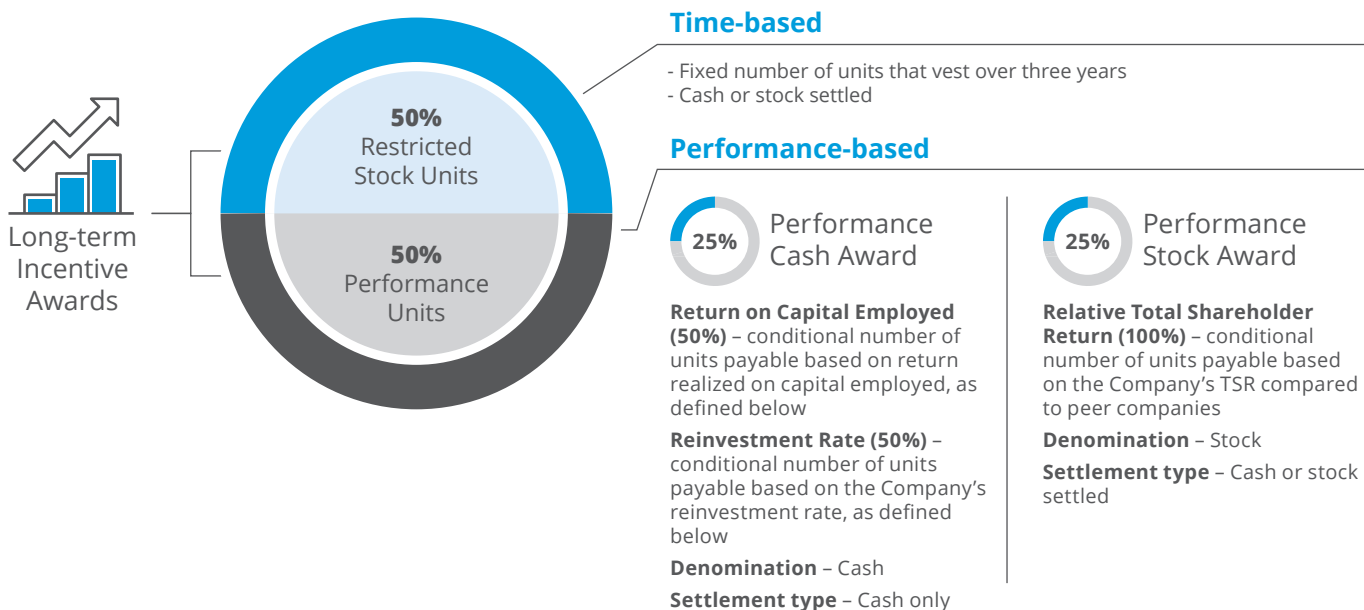 Long-term
Incentive
Awards
50%
Restricted
Stock Units
50%
Performance
Units
Time-based
- Fixed number of units that vest over three years
- Cash or stock settled
Performance-based
25%
Performance
Cash Award
Return on Capital Employed
(50%) – conditional number of
units payable based on return
realized on capital employed, as
defined below
Reinvestment Rate (50%) –
conditional number of units
payable based on the Company’s
reinvestment rate, as defined
below
Denomination – Cash
Settlement type – Cash only
25%
Performance
Stock Award
Relative Total Shareholder
Return (100%) – conditional
number of units payable based
on the Company’s TSR compared
to peer companies
Denomination – Stock
Settlement type – Cash or stock
settled